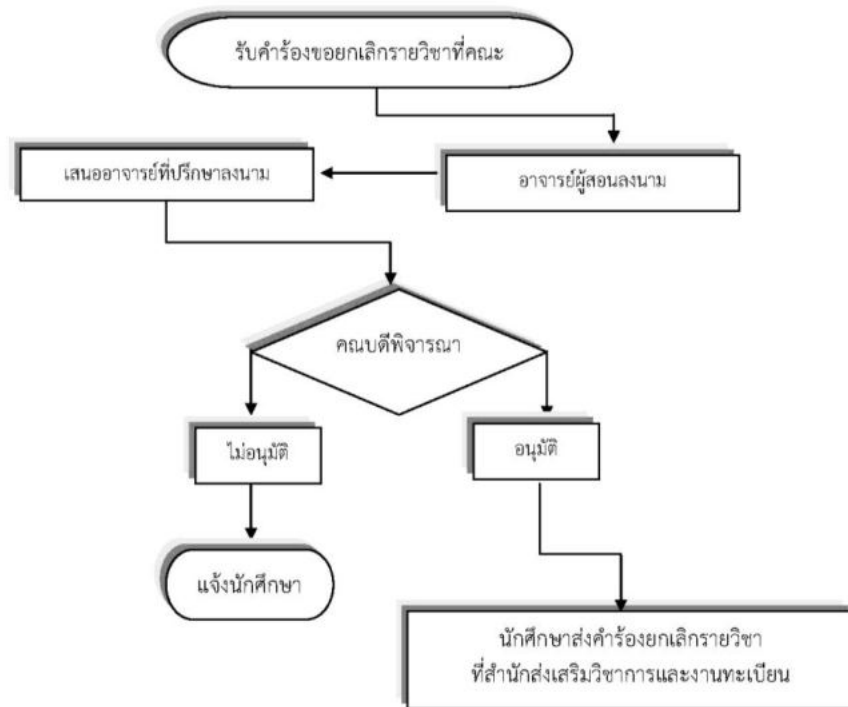 รับคำร้องขอยกเลิกรายวิชาที่คณะ
อาจารย์ผู้สอนลงนาม
เสนออาจารย์ที่ปรึกษาลงนาม
คณบดีพิจารณา
ไม่อนุมัติ
อนุมัติ
แจ้งนักศึกษา
นักศึกษาส่งคำร้องยกเลิกรายวิชา
ที่สำนักส่งเสริมวิชาการและงานทะเบียน